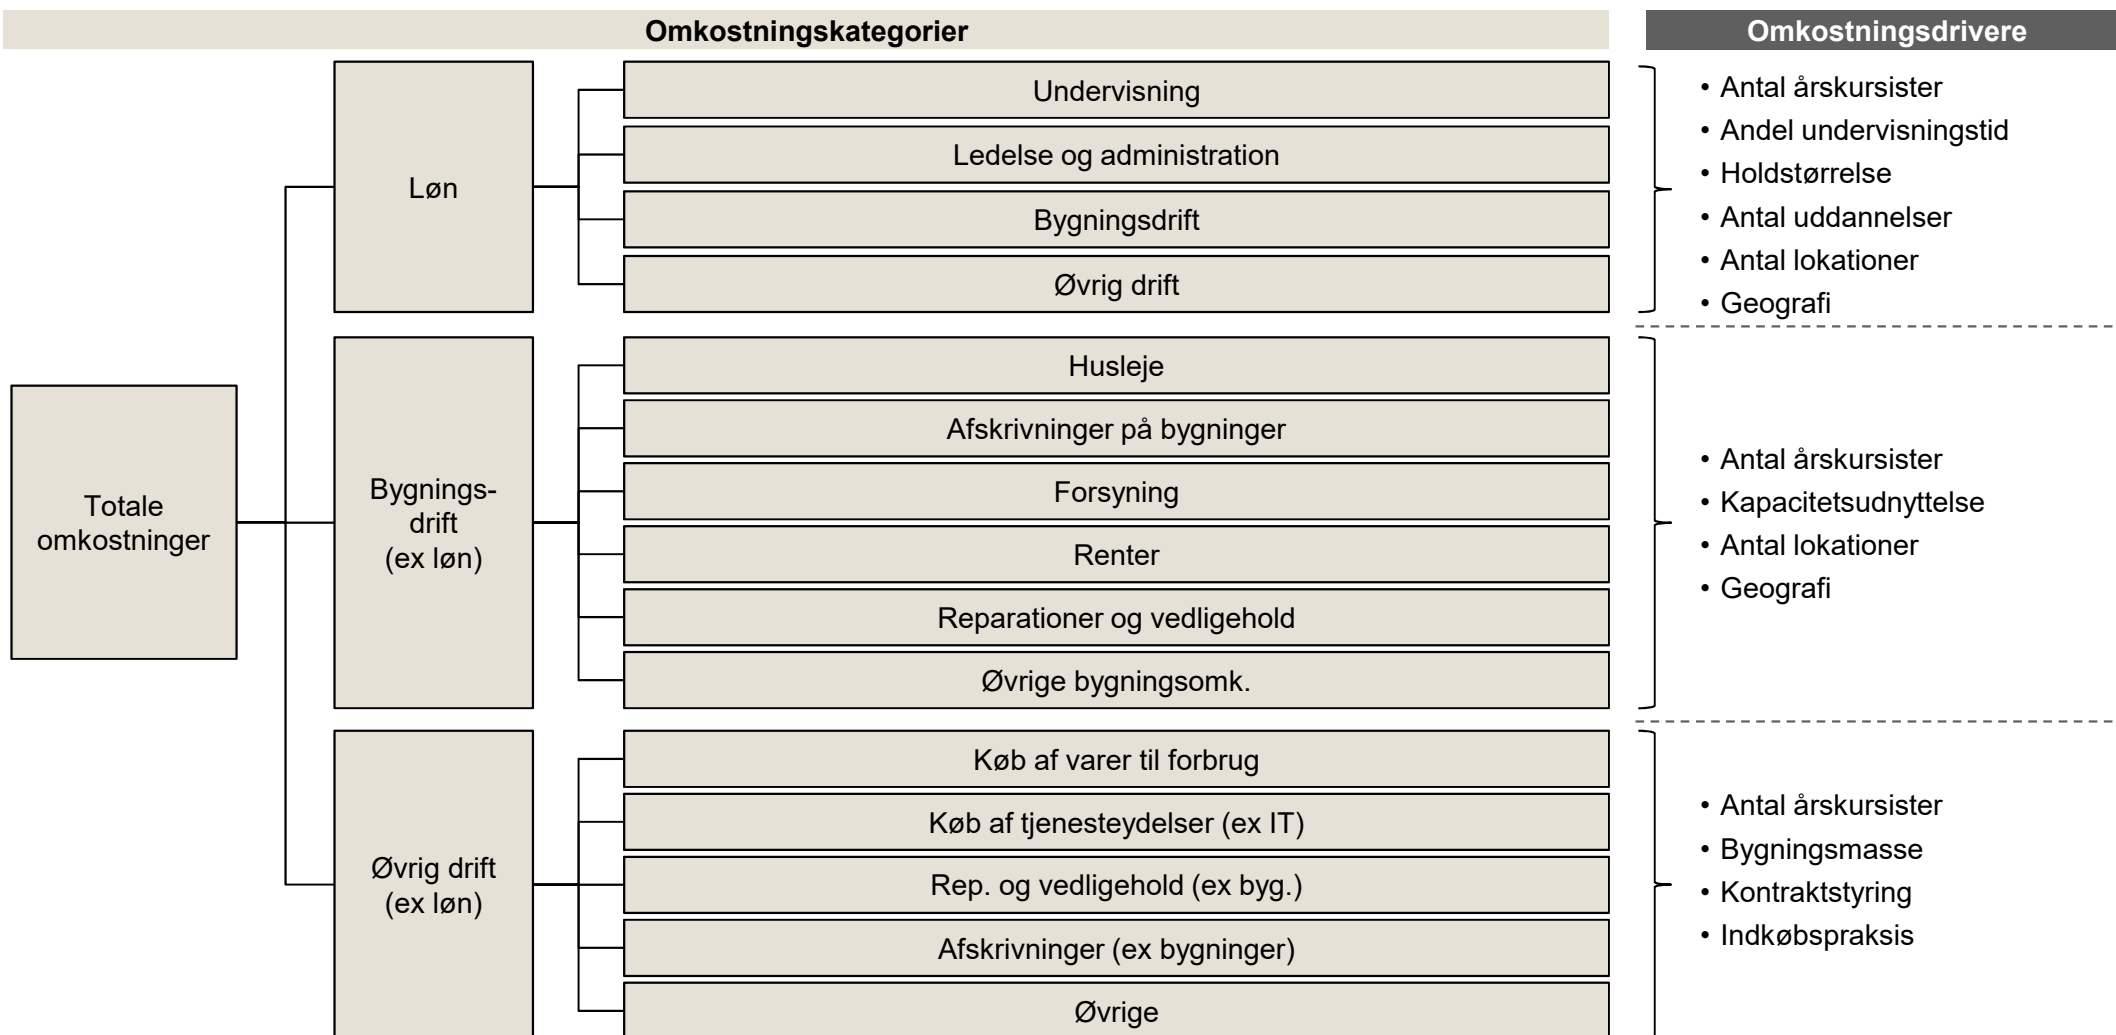 Omkostningskategorier
Omkostningsdrivere
Totale
omkostninger
Løn
Undervisning
Ledelse og administration
Bygningsdrift
Øvrig drift
• Antal årskursister
• Andel undervisningstid
• Holdstørrelse
• Antal uddannelser
• Antal lokationer
• Geografi
Bygnings-
drift
(ex løn)
Husleje
Afskrivninger på bygninger
Forsyning
Renter
Reparationer og vedligehold
Øvrige bygningsomk.
• Antal årskursister
• Kapacitetsudnyttelse
• Antal lokationer
• Geografi
Øvrig drift
(ex løn)
Køb af varer til forbrug
Køb af tjenesteydelser (ex IT)
Rep. og vedligehold (ex byg.)
Afskrivninger (ex bygninger)
Øvrige
• Antal årskursister
• Bygningsmasse
• Kontraktstyring
• Indkøbspraksis